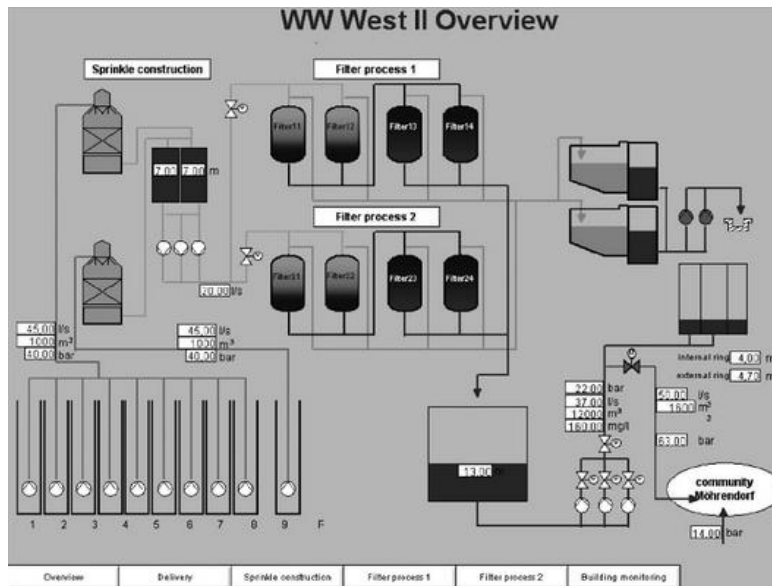 WW West II Overview
Sprinkle construction
Filter process 1
Filter11
Filter12
Filter13
Filter14
7.00 7.00 m
Filter process 2
Filter21
Filter22
Filter23
Filter24
20.00 l/s
45,00 l/s
1000 m³
40,00 bar
45,00 l/s
1000 m³
40,00 bar
internal ring 4,00 m
external ring 4,70 m
22.00 bar
37.00 l/s
12000 m³
160.00 mg/l
50,00 l/s
1600 m³
63,00 bar
13.00 m
community
Möhrendorf
14.00 bar
1 2 3 4 5 6 7 8 9 F
Overview
Delivery
Sprinkle construction
Filter process 1
Filter process 2
Building monitoring